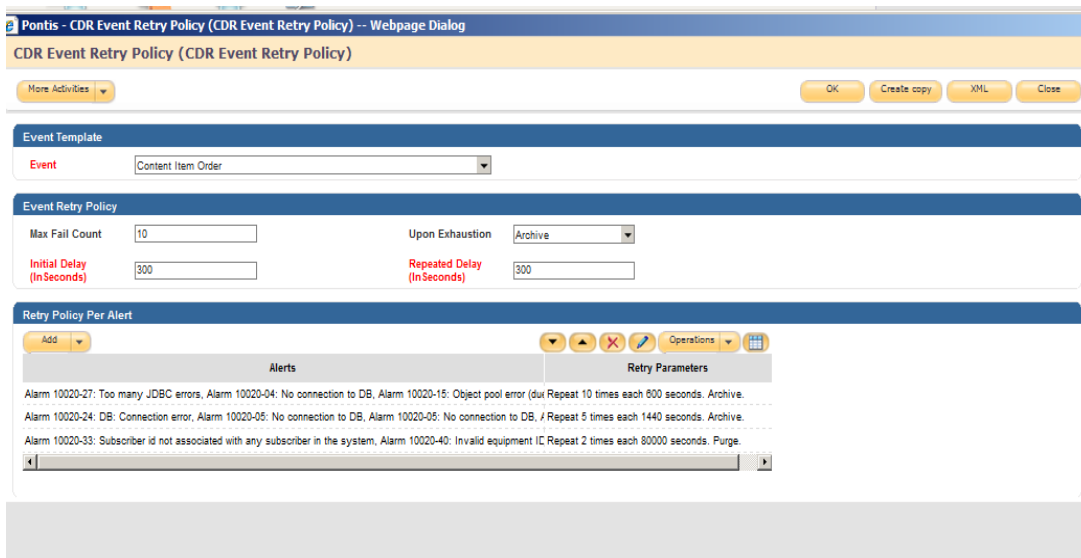 Pontis - CDR Event Retry Policy (CDR Event Retry Policy) -- Webpage Dialog
CDR Event Retry Policy (CDR Event Retry Policy)
More Activities OK Create copy XML Close
Event Template
Event Content Item Order
Event Retry Policy
Max Fail Count 10 Upon Exhaustion Archive
Initial Delay (InSeconds) 300 Repeated Delay (InSeconds) 300
Retry Policy Per Alert
Add Operations
Alerts Retry Parameters
Alarm 10020-27: Too many JDBC errors, Alarm 10020-04: No connection to DB, Alarm 10020-15: Object pool error (du Repeat 10 times each 600 seconds. Archive.
Alarm 10020-24: DB: Connection error, Alarm 10020-05: No connection to DB, Alarm 10020-05: No connection to DB, Repeat 5 times each 1440 seconds. Archive.
Alarm 10020-33: Subscriber id not associated with any subscriber in the system, Alarm 10020-40: Invalid equipment Repeat 2 times each 80000 seconds. Purge.